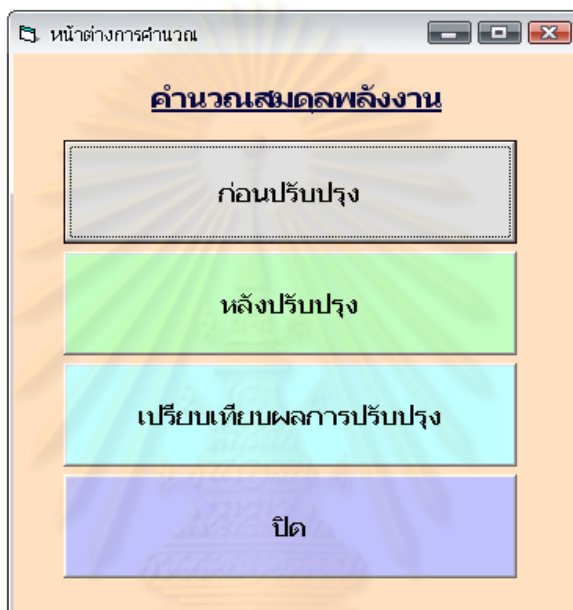 หน้าต่างการคำนวณ
คำนวณสมดุลพลังงาน
ก่อนปรับปรุง
หลังปรับปรุง
เปรียบเทียบผลการปรับปรุง
ปิด